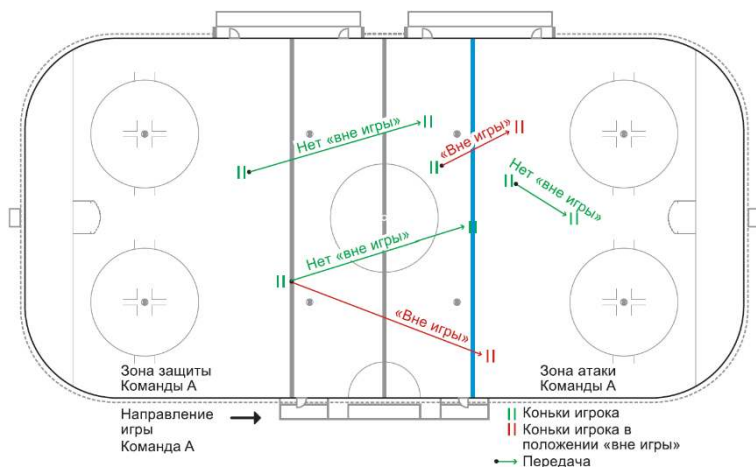 Нет «вне игры»
«Вне игры»
Нет «вне игры»
Нет «вне игры»
«Вне игры»
Зона защиты
Команды А
Зона атаки
Команды А
Направление
игры
Команда А
Коньки игрока
Коньки игрока в
положении «вне игры»
Передача